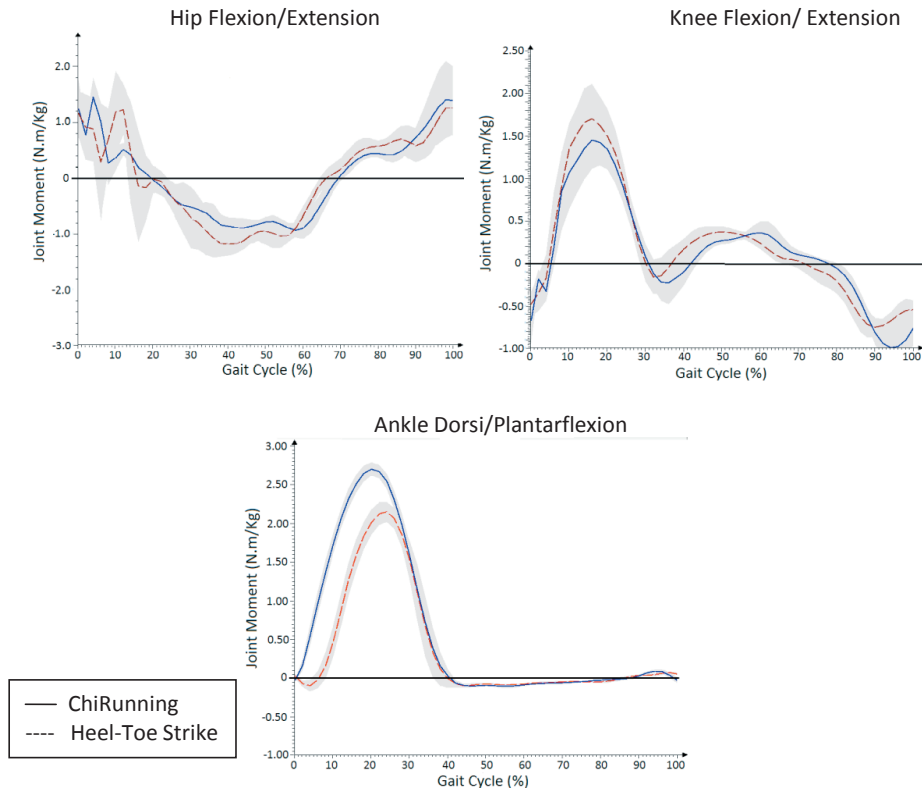 Hip Flexion/Extension
Joint Moment (N.m/Kg)
2.0
1.0
0
-1.0
-2.0
-3.0
0 10 20 30 40 50 60 70 80 90 100
Gait Cycle (%)
Knee Flexion/ Extension
Joint Moment (N.m/Kg)
2.50
2.00
1.50
1.00
0.5
0
-0.50
-1.00
0 10 20 30 40 50 60 70 80 90 100
Gait Cycle (%)
Ankle Dorsi/Plantarflexion
Joint Moment (N.m/Kg)
3.00
2.50
2.00
1.50
1.00
0.50
0
-0.50
-1.00
0 10 20 30 40 50 60 70 80 90 100
Gait Cycle (%)
ChiRunning
Heel-Toe Strike